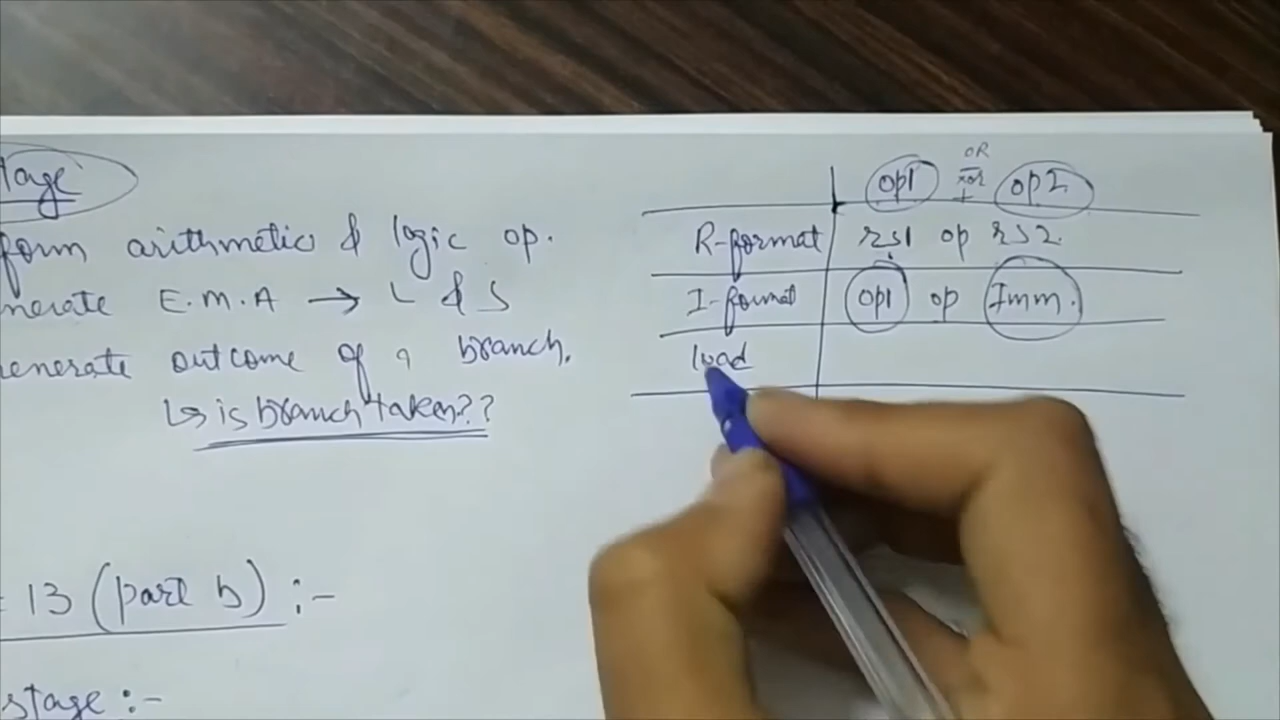 tage
form arithmetic & logic op.
nerate E.M.A → L & S
enerate outcome of a branch.
↳ is branch taken??
= 13 (part b) :-
stage :-
OR
xor
op1 + op2
R-format rs1 op rs2.
I-format op1 op Imm.
load